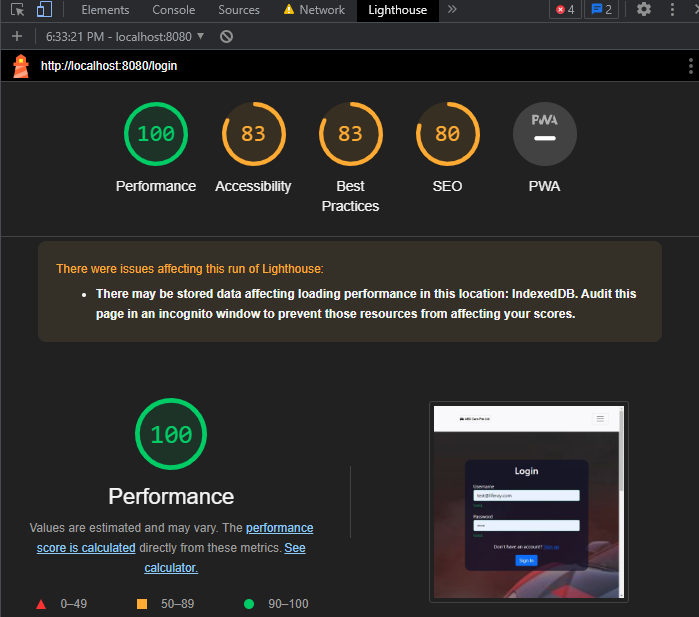 Elements Console Sources Network Lighthouse » 4 2
6:33:21 PM - localhost:8080
http://localhost:8080/login
100 83 83 80 PWA
Performance Accessibility Best Practices SEO PWA
There were issues affecting this run of Lighthouse:
• There may be stored data affecting loading performance in this location: IndexedDB. Audit this
page in an incognito window to prevent those resources from affecting your scores.
100
Performance
Values are estimated and may vary. The performance
score is calculated directly from these metrics. See
calculator.
0–49 50–89 90–100
Login
Username
test@liferay.com
Password
Don't have an account? Sign up
Sign In